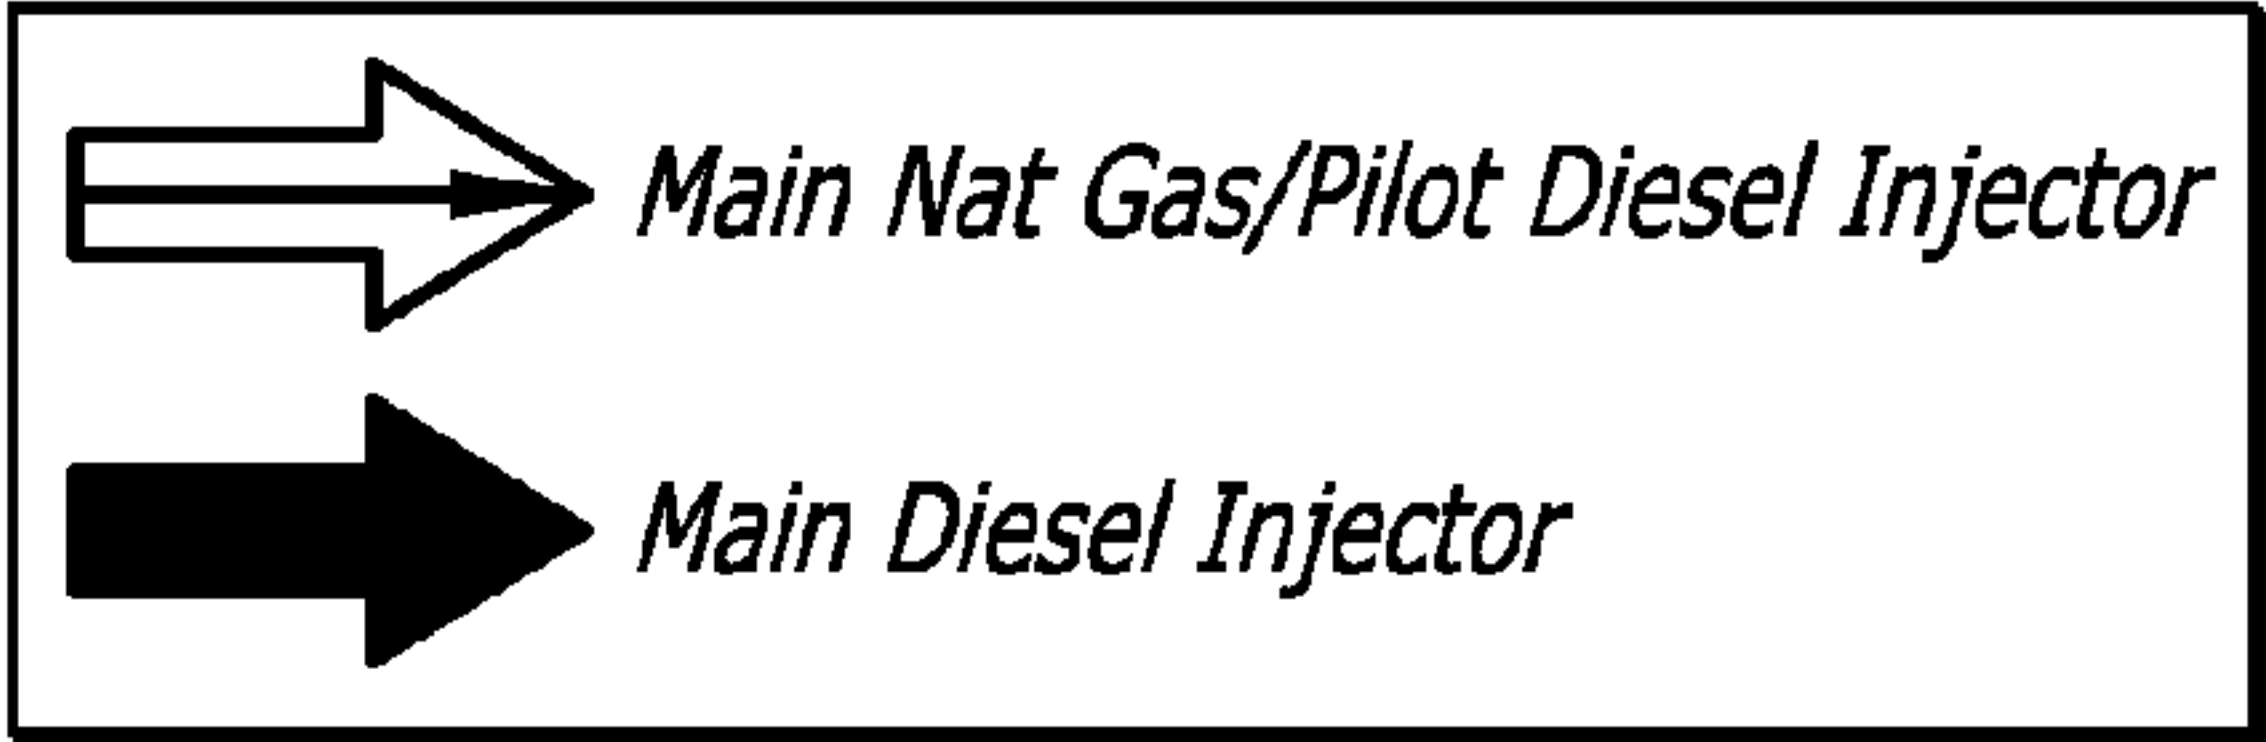 Main Nat Gas/Pilot Diesel Injector
Main Diesel Injector